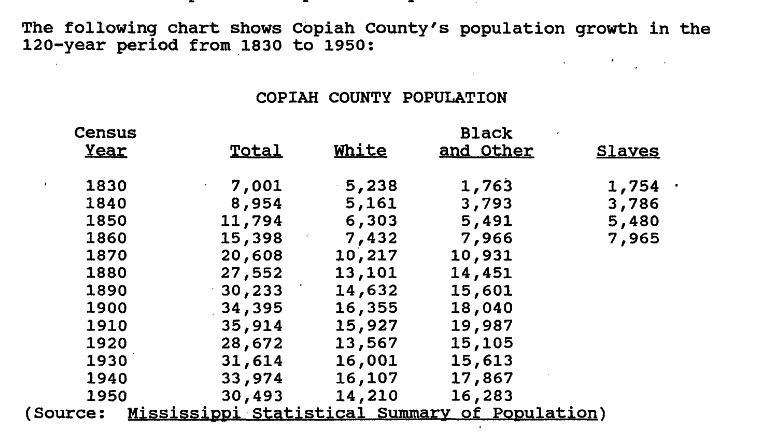 The following chart shows Copiah County's population growth in the
120-year period from 1830 to 1950:
COPIAH COUNTY POPULATION
Census Black
Year Total White and Other Slaves
1830 7,001 5,238 1,763 1,754
1840 8,954 5,161 3,793 3,786
1850 11,794 6,303 5,491 5,480
1860 15,398 7,432 7,966 7,965
1870 20,608 10,217 10,931
1880 27,552 13,101 14,451
1890 30,233 14,632 15,601
1900 34,395 16,355 18,040
1910 35,914 15,927 19,987
1920 28,672 13,567 15,105
1930 31,614 16,001 15,613
1940 33,974 16,107 17,867
1950 30,493 14,210 16,283
(Source: Mississippi Statistical Summary of Population)